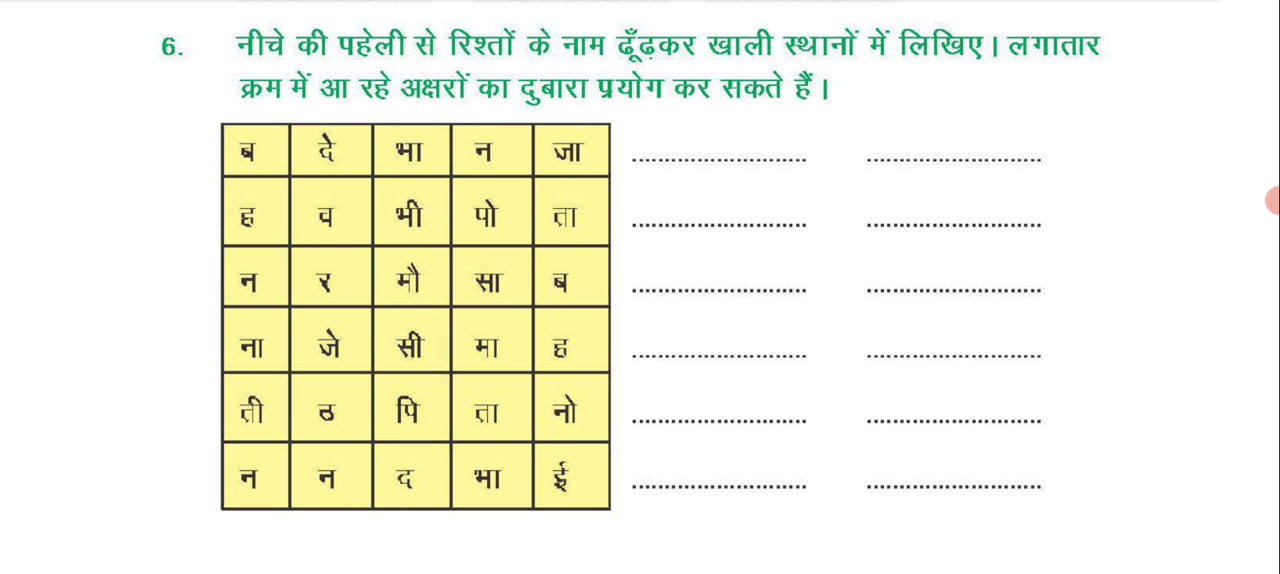 6. नीचे की पहेली से रिश्तों के नाम ढूँढ़कर खाली स्थानों में लिखिए। लगातार
क्रम में आ रहे अक्षरों का दुबारा प्रयोग कर सकते हैं।
ब दे भा न जा
ह व भी पो ता
न र मौ सा ब
ना जे सी मा ह
ती ठ पि ता नो
न न द भा ई